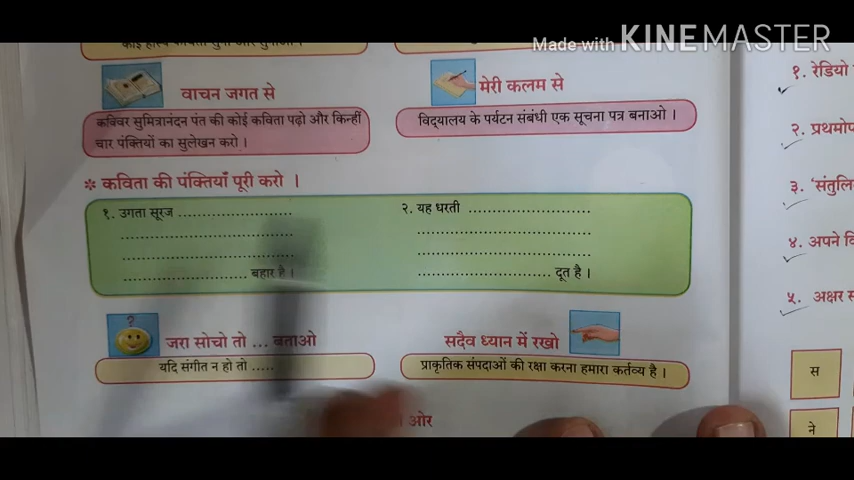 Made with KINEMASTER
वाचन जगत से
कविवर सुमित्रानंदन पंत की कोई कविता पढ़ो और किन्हीं
चार पंक्तियों का सुलेखन करो ।
मेरी कलम से
विद्यालय के पर्यटन संबंधी एक सूचना पत्र बनाओ ।
* कविता की पंक्तियाँ पूरी करो ।
१. उगता सूरज ..........................
..........................................
..........................................
.............................. बहार है ।
२. यह धरती ..............................
..........................................
..........................................
................................ दूत है ।
?
जरा सोचो तो ... बताओ
यदि संगीत न हो तो .....
सदैव ध्यान में रखो
प्राकृतिक संपदाओं की रक्षा करना हमारा कर्तव्य है ।
ओर
१. रेडियो
२.
३.
४. अपने
५. अक्षर
स
ने